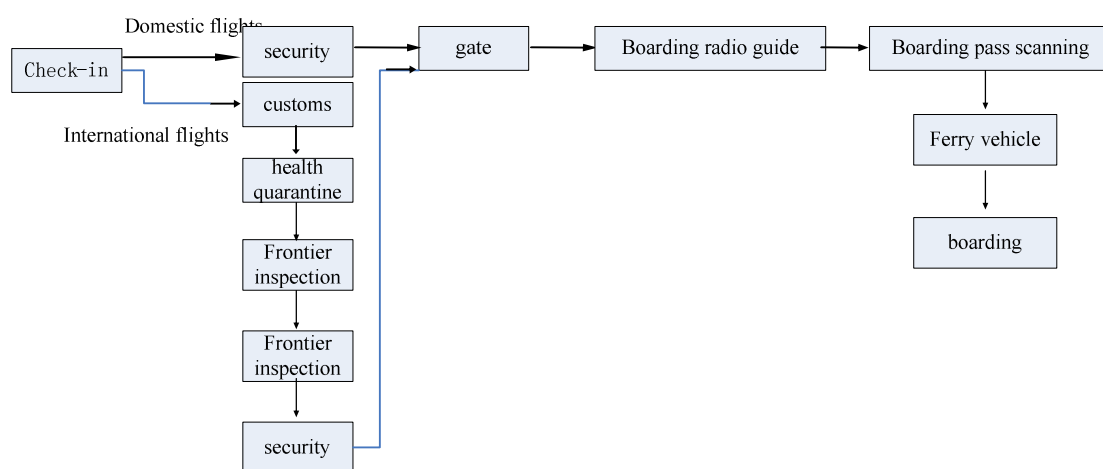 Domestic flights
Check-in
International flights
security
customs
health
quarantine
Frontier
inspection
Frontier
inspection
security
gate
Boarding radio guide
Boarding pass scanning
Ferry vehicle
boarding